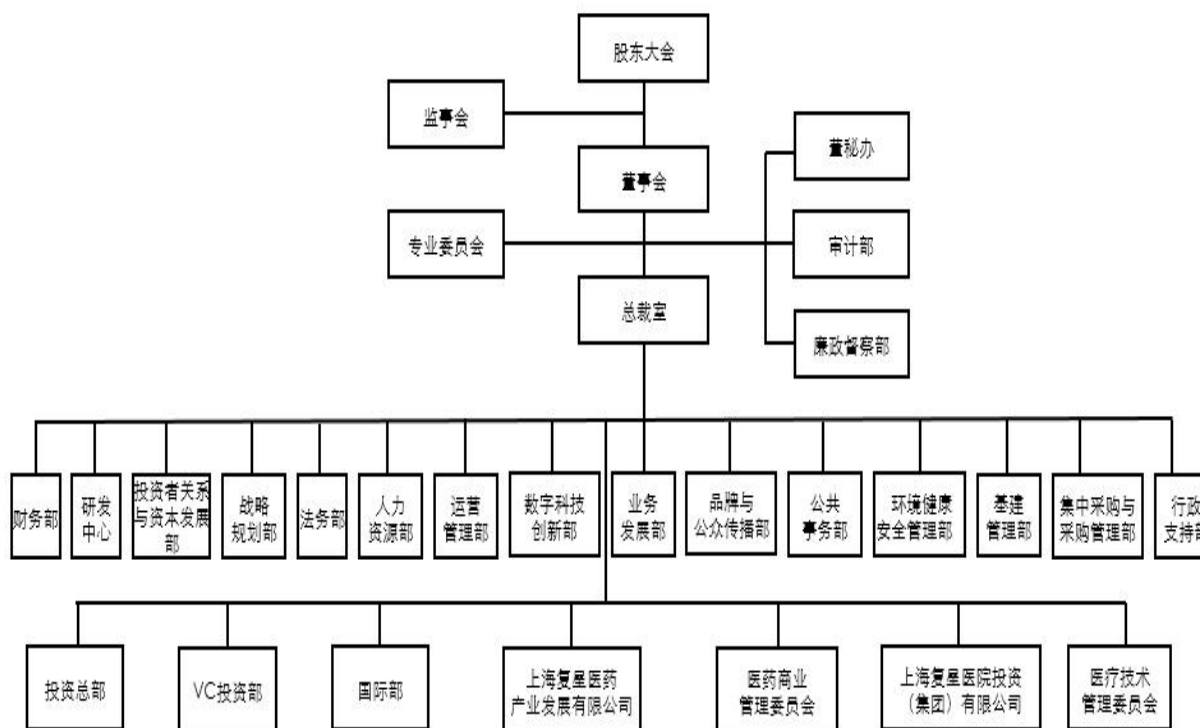 股东大会
监事会
董秘办
董事会
专业委员会
审计部
总裁室
廉政督察部
财务部
研发
中心
投资者关系
与资本发展
部
战略
规划部
法务部
人力
资源部
运营
管理部
数字科技
创新部
业务
发展部
品牌与
公众传播部
公共
事务部
环境健康
安全管理部
基建
管理部
集中采购与
采购管理部
行政
支持部
投资总部
VC投资部
国际部
上海复星医药
产业发展有限公司
医药商业
管理委员会
上海复星医院投资
（集团）有限公司
医疗技术
管理委员会